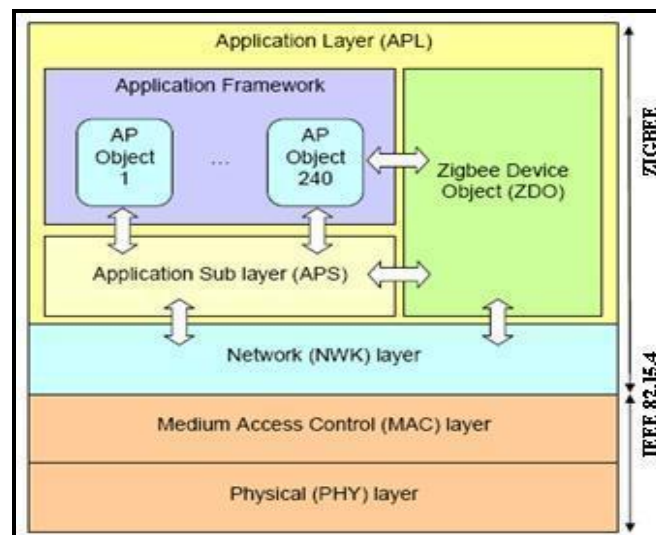 Application Layer (APL)
Application Framework
AP
Object
1
...
AP
Object
240
Zigbee Device
Object (ZDO)
Application Sub layer (APS)
Network (NWK) layer
Medium Access Control (MAC) layer
Physical (PHY) layer
ZIGBEE
IEEE 82.15.4